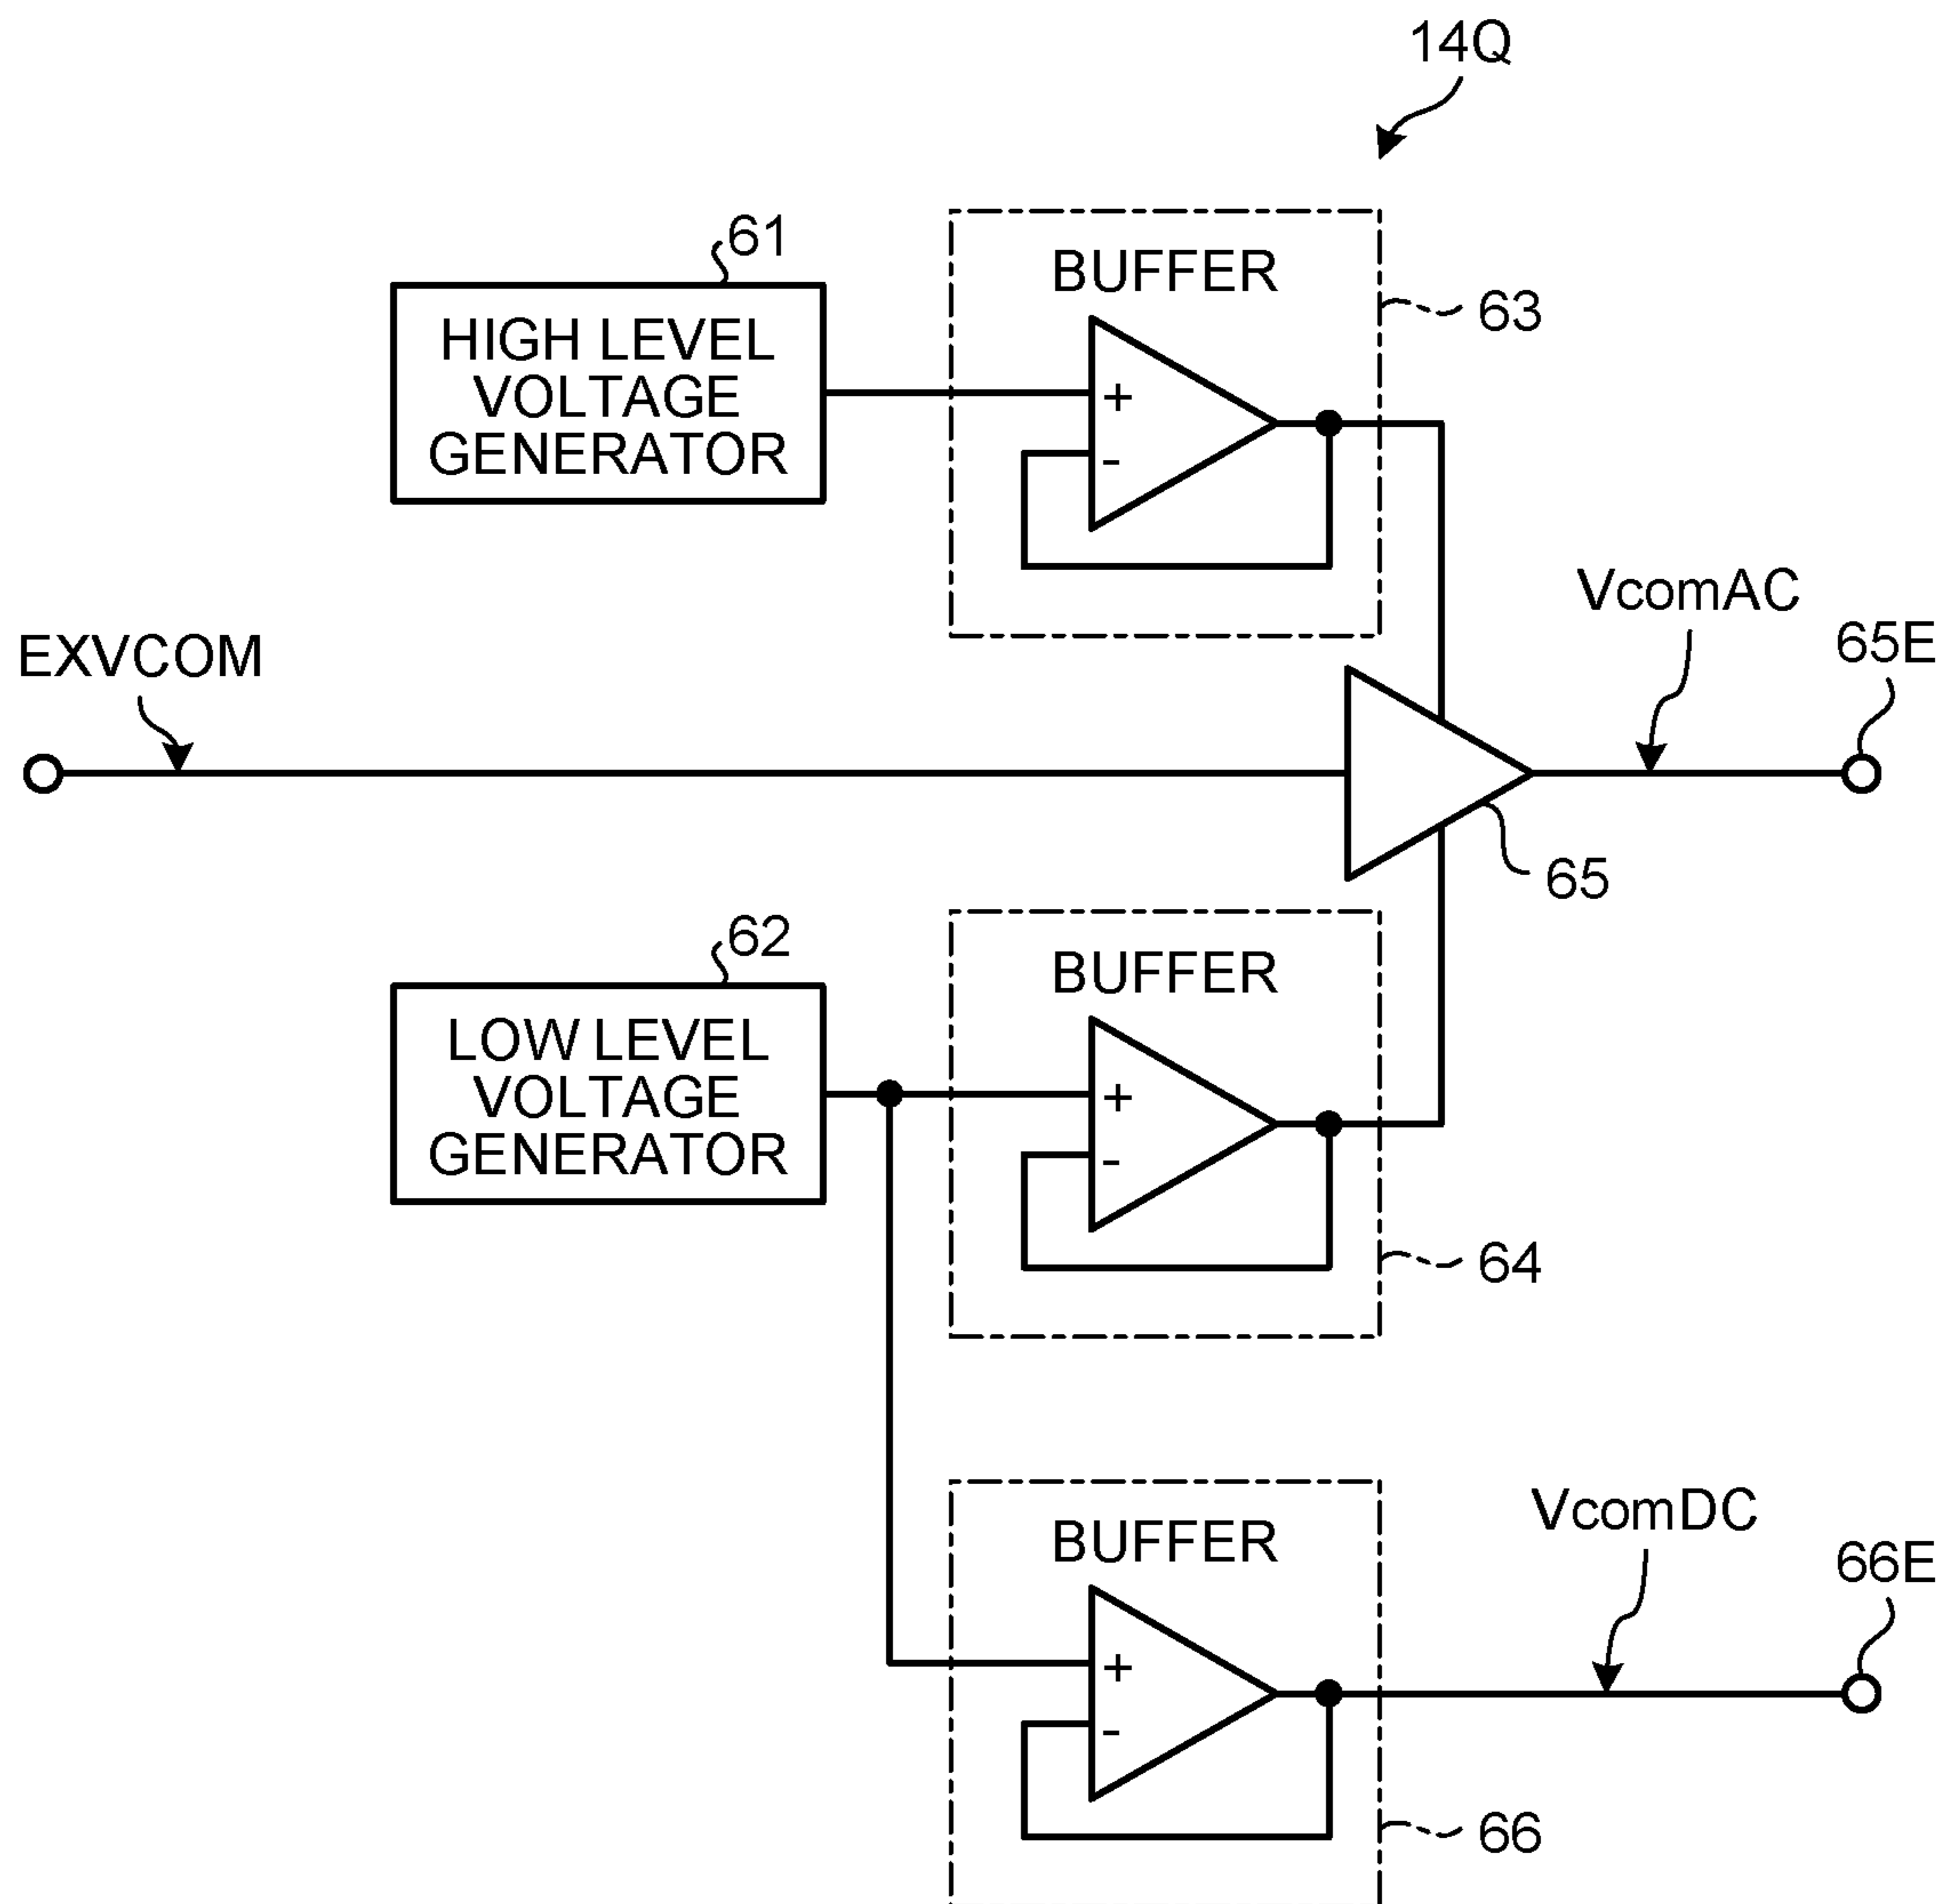 14Q
61
BUFFER
63
HIGH LEVEL
VOLTAGE
GENERATOR
+
-
VcomAC
65E
EXVCOM
65
62
BUFFER
LOW LEVEL
VOLTAGE
GENERATOR
+
-
64
BUFFER
VcomDC
66E
+
-
66